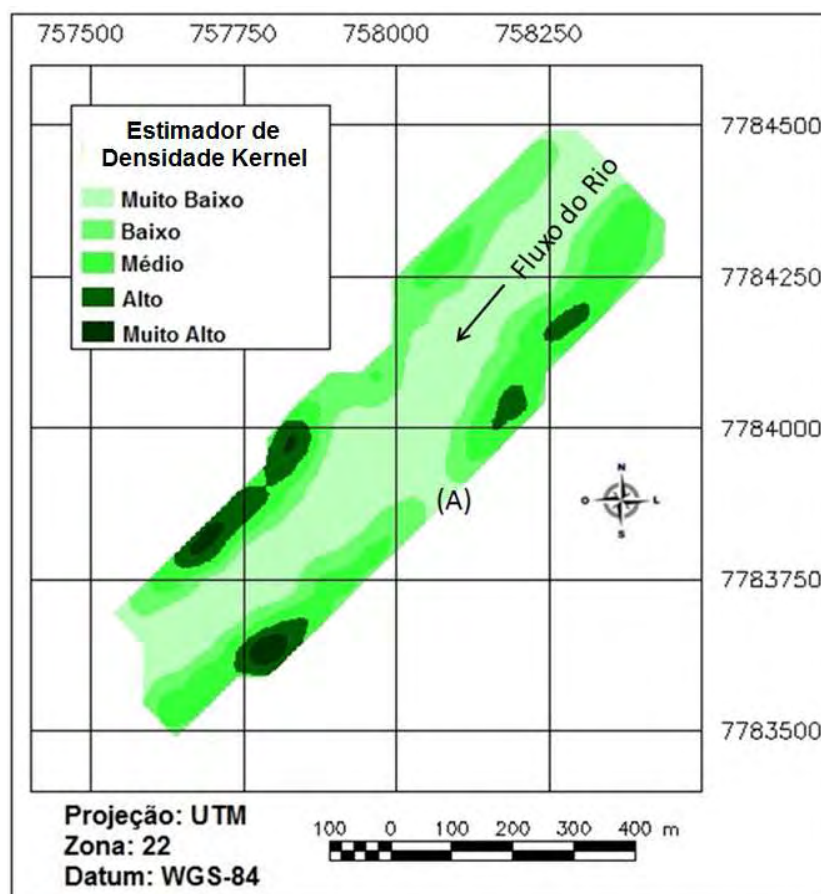 757500 757750 758000 758250
Estimador de
Densidade Kernel
Muito Baixo
Baixo
Médio
Alto
Muito Alto
Fluxo do Rio
7784500
7784250
7784000
(A)
N
O L
S
7783750
7783500
Projeção: UTM
Zona: 22
Datum: WGS-84
100 0 100 200 300 400 m